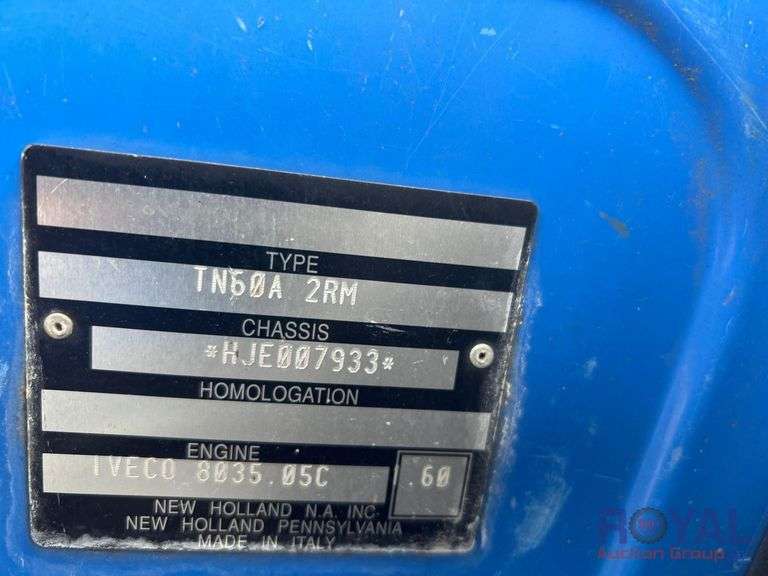 TYPE
TN60A 2RM
CHASSIS
*HJE007933*
HOMOLOGATION
ENGINE
IVECO 8035.05C
.60
NEW HOLLAND N.A. INC.
NEW HOLLAND PENNSYLVANIA
MADE IN ITALY
ROYAL
Auction Group